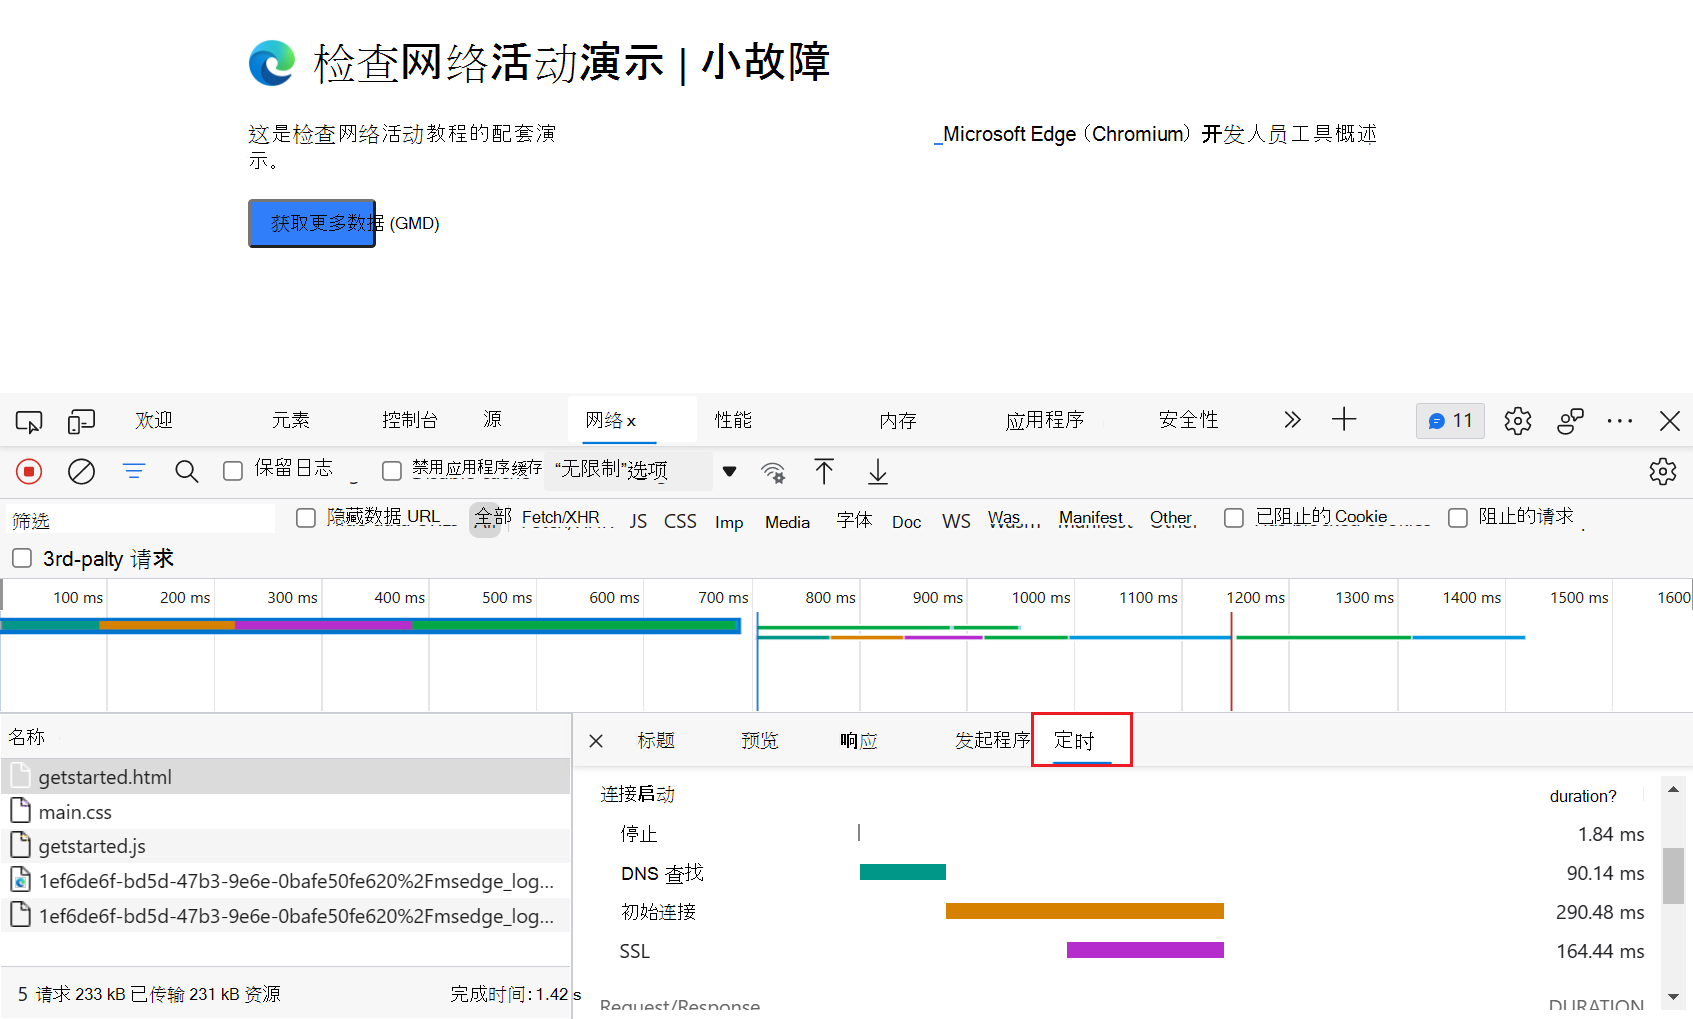 检查网络活动演示 | 小故障
这是检查网络活动教程的配套演示。
_Microsoft Edge（Chromium）开发人员工具概述
获取更多数据 (GMD)
欢迎 元素 控制台 源 网络 x 性能 内存 应用程序 安全性 11
保留日志 禁用应用程序缓存 “无限制”选项
筛选 隐藏数据 URL 全部 Fetch/XHR JS CSS Imp Media 字体 Doc WS Was Manifest Other 已阻止的 Cookie 阻止的请求
3rd-palty 请求
100 ms 200 ms 300 ms 400 ms 500 ms 600 ms 700 ms 800 ms 900 ms 1000 ms 1100 ms 1200 ms 1300 ms 1400 ms 1500 ms 1600
名称
getstarted.html
main.css
getstarted.js
1ef6de6f-bd5d-47b3-9e6e-0bafe50fe620%2Fmsedge_log...
1ef6de6f-bd5d-47b3-9e6e-0bafe50fe620%2Fmsedge_log...
5 请求 233 kB 已传输 231 kB 资源 完成时间: 1.42 s
标题 预览 响应 发起程序 定时
连接启动 duration?
停止 1.84 ms
DNS 查找 90.14 ms
初始连接 290.48 ms
SSL 164.44 ms
Request/Response DURATION